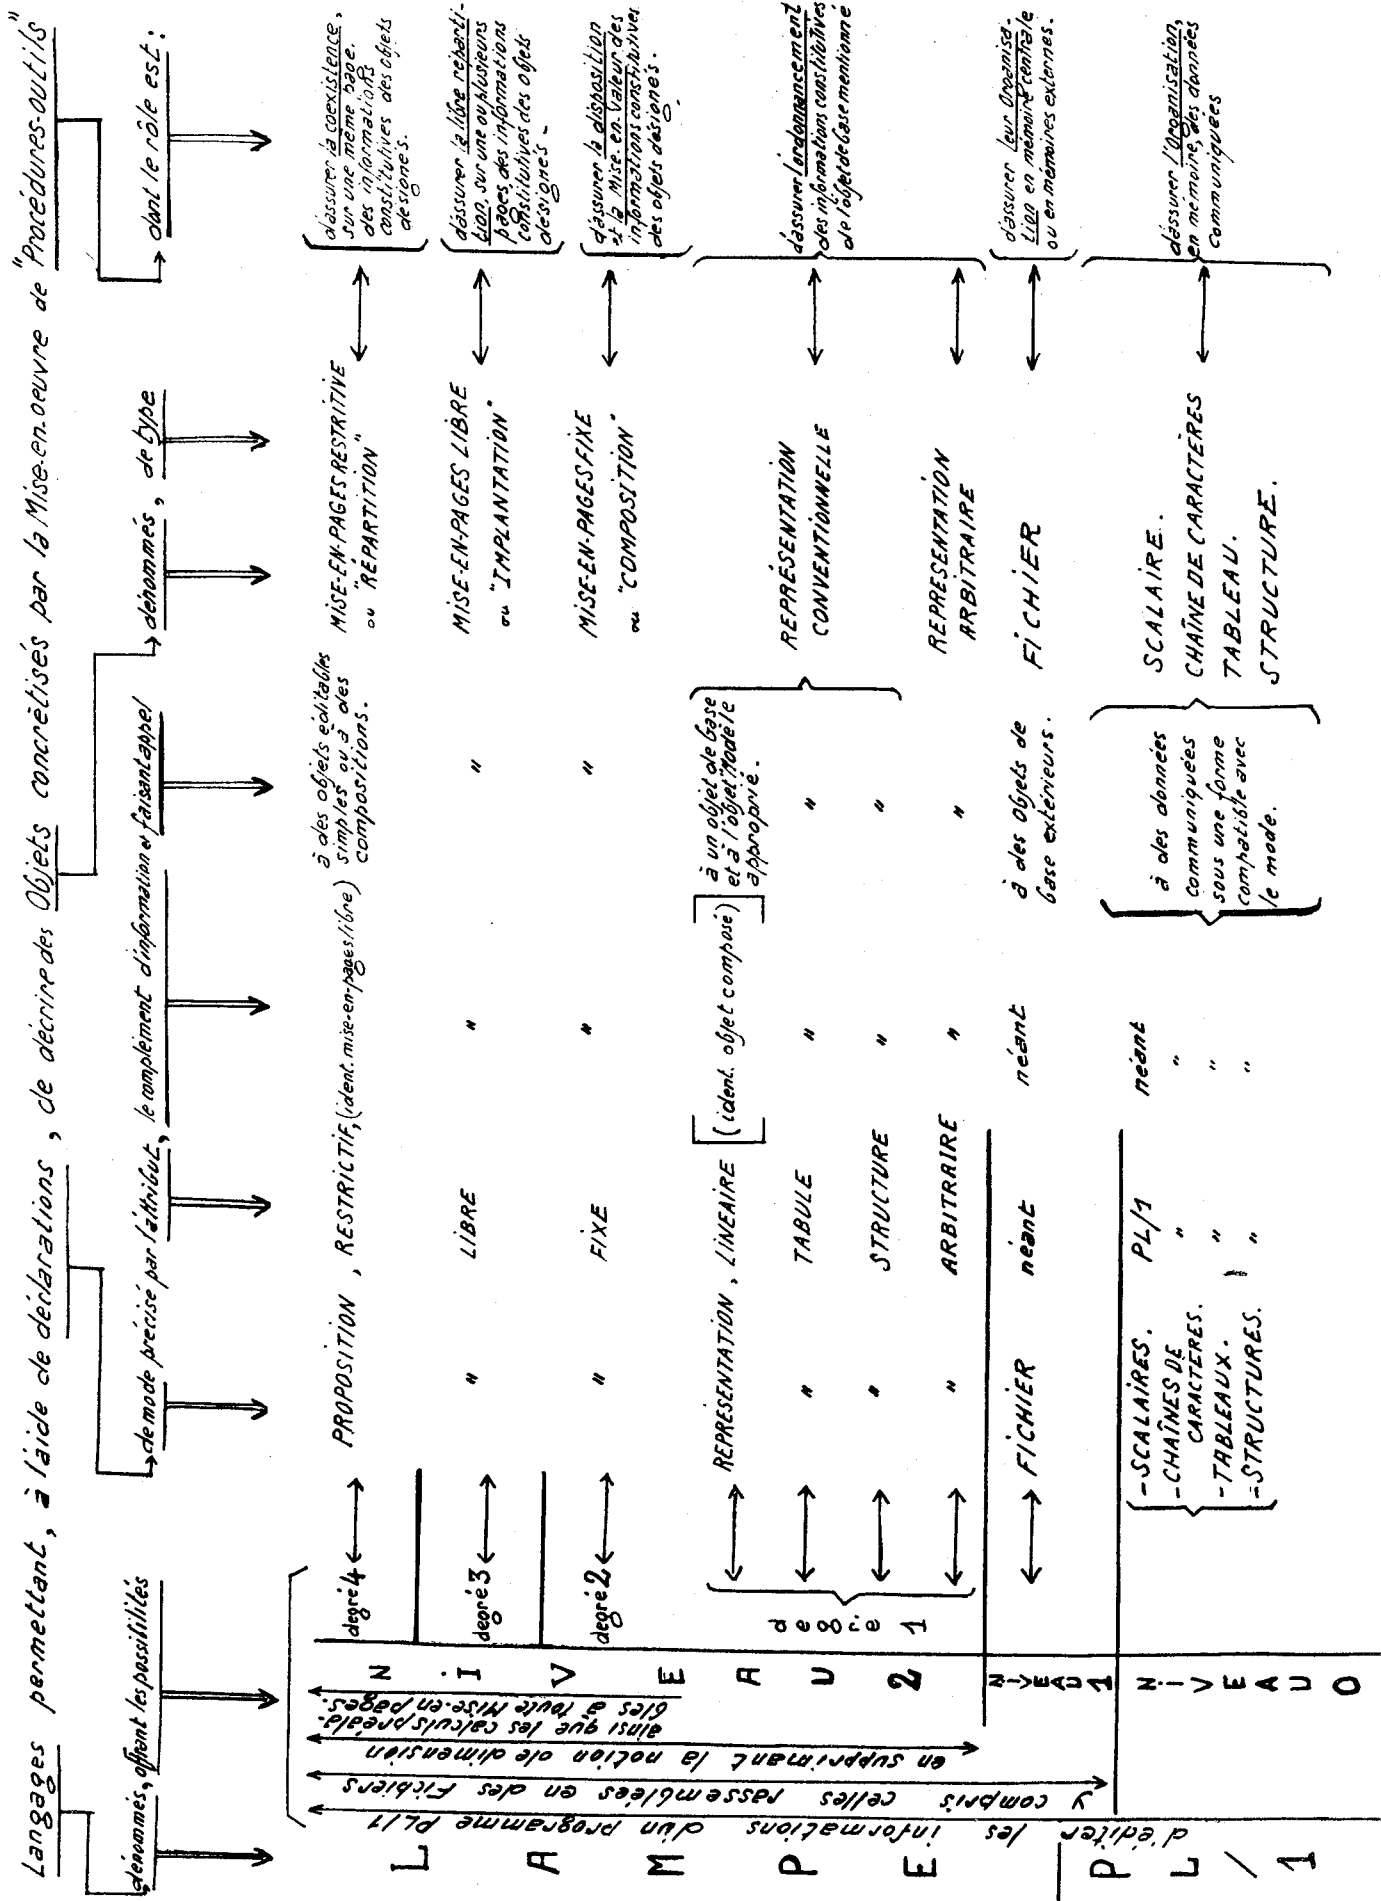 Langages permettant, à l'aide de déclarations, de décrire des Objets concrétisés par la Mise-en-oeuvre de "Procédures-outils"
dénommés, offrant les possibilités
de mode précisé par l'attribut, le complément d'information et faisant appel
dénommés, de type
dont le rôle est :
L A M P E
P L / 1
d'éditer les informations d'un programme PL/1
y compris celles rassemblées en des Fichiers
en supprimant la notion de dimension
ainsi que les calculs préala-
bles à toute Mise-en pages.
N I V E A U 2
NIVEAU 1
N I V E A U 0
degré 4
PROPOSITION, RESTRICTIF, (ident. mise-en-pages libre)
à des objets éditables
simples ou à des
compositions.
MISE-EN-PAGES RESTRITIVE
ou "RÉPARTITION"
d'assurer la coexistence,
sur une même page.
des informations
constitutives des objets
désignés.
degré 3
" LIBRE " "
MISE-EN-PAGES LIBRE
ou "IMPLANTATION"
d'assurer la libre réparti-
tion, sur une ou plusieurs
pages, des informations
constitutives des objets
désignés.
degré 2
" FIXE " "
MISE-EN-PAGES FIXE
ou "COMPOSITION"
d'assurer la disposition
et la Mise-en-valeur des
informations constitutives
des objets désignés.
degré 1
REPRÉSENTATION, LINÉAIRE [(ident. objet composé)]
à un objet de base
et à l'objet Modèle
approprié.
" TABULE " "
" STRUCTURE " "
REPRÉSENTATION
CONVENTIONNELLE
" ARBITRAIRE " "
REPRÉSENTATION
ARBITRAIRE
d'assurer l'ordonnancement
des informations constitutives
de l'objet de base mentionné
FICHIER néant néant
à des Objets de
base extérieurs.
FICHIER
d'assurer leur Organisa-
tion en mémoire centrale
ou en mémoires externes.
-SCALAIRES. PL/1 néant
-CHAÎNES DE " "
CARACTERES.
-TABLEAUX. " "
-STRUCTURES. " "
à des données
communiquées
sous une forme
compatible avec
le mode.
SCALAIRE.
CHAÎNE DE CARACTÈRES
TABLEAU.
STRUCTURE.
d'assurer l'Organisation,
en mémoire, des données
Communiquées